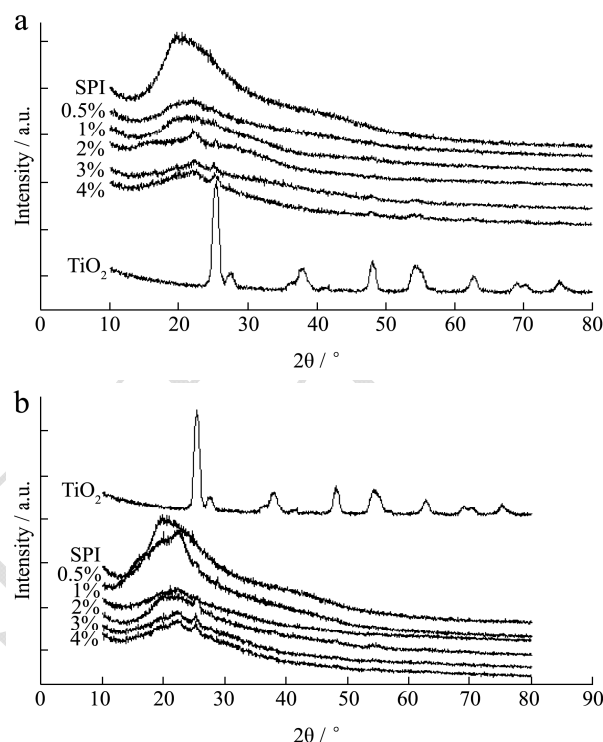 a
SPI
0.5%
1%
2%
3%
4%
TiO₂
Intensity / a.u.
0 10 20 30 40 50 60 70 80
2θ / °
b
TiO₂
SPI
0.5%
1%
2%
3%
4%
Intensity / a.u.
0 10 20 30 40 50 60 70 80 90
2θ / °